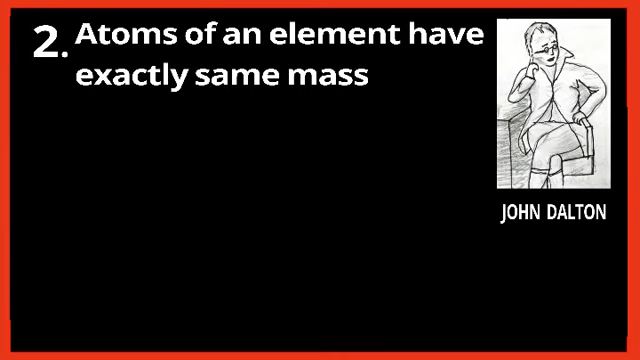 2. Atoms of an element have
exactly same mass
JOHN DALTON